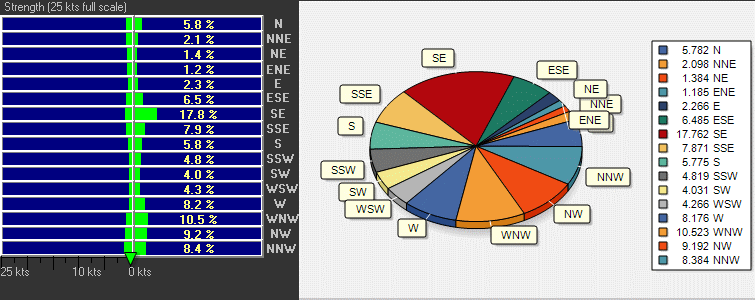 Strength (25 kts full scale)
5.8 % N
2.1 % NNE
1.4 % NE
1.2 % ENE
2.3 % E
6.5 % ESE
17.8 % SE
7.9 % SSE
5.8 % S
4.8 % SSW
4.0 % SW
4.3 % WSW
8.2 % W
10.5 % WNW
9.2 % NW
8.4 % NNW
25 kts 10 kts 0 kts
SE
ESE
NE
NNE
ENE
SSE
S
SSW
SW
WSW
W
WNW
NW
NNW
5.782 N
2.098 NNE
1.384 NE
1.185 ENE
2.266 E
6.485 ESE
17.762 SE
7.871 SSE
5.775 S
4.819 SSW
4.031 SW
4.266 WSW
8.176 W
10.523 WNW
9.192 NW
8.384 NNW